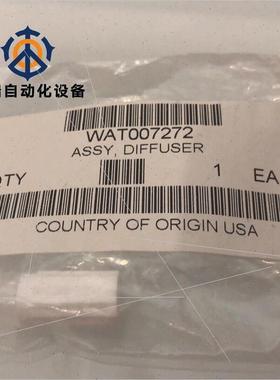 自动化设备
WAT007272
ASSY, DIFFUSER
QTY 1 EA
COUNTRY OF ORIGIN USA